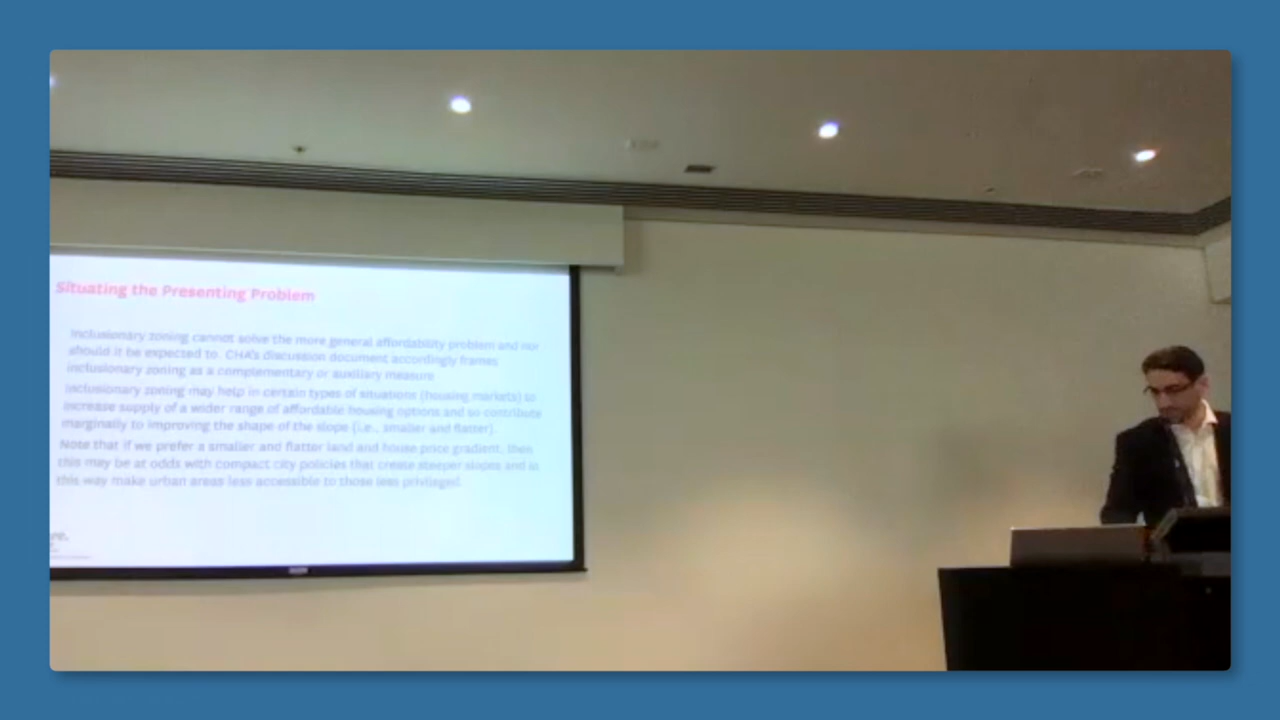 Situating the Presenting Problem
Inclusionary zoning cannot solve the more general affordability problem and nor
should it be expected to. CHA's discussion document accordingly frames
inclusionary zoning as a complementary or auxiliary measure
Inclusionary zoning may help in certain types of situations (housing markets) to
increase supply of a wider range of affordable housing options and so contribute
marginally to improving the shape of the slope (i.e., smaller and flatter).
Note that if we prefer a smaller and flatter land and house price gradient, then
this may be at odds with compact city policies that create steeper slopes and in
this way make urban areas less accessible to those less privileged.